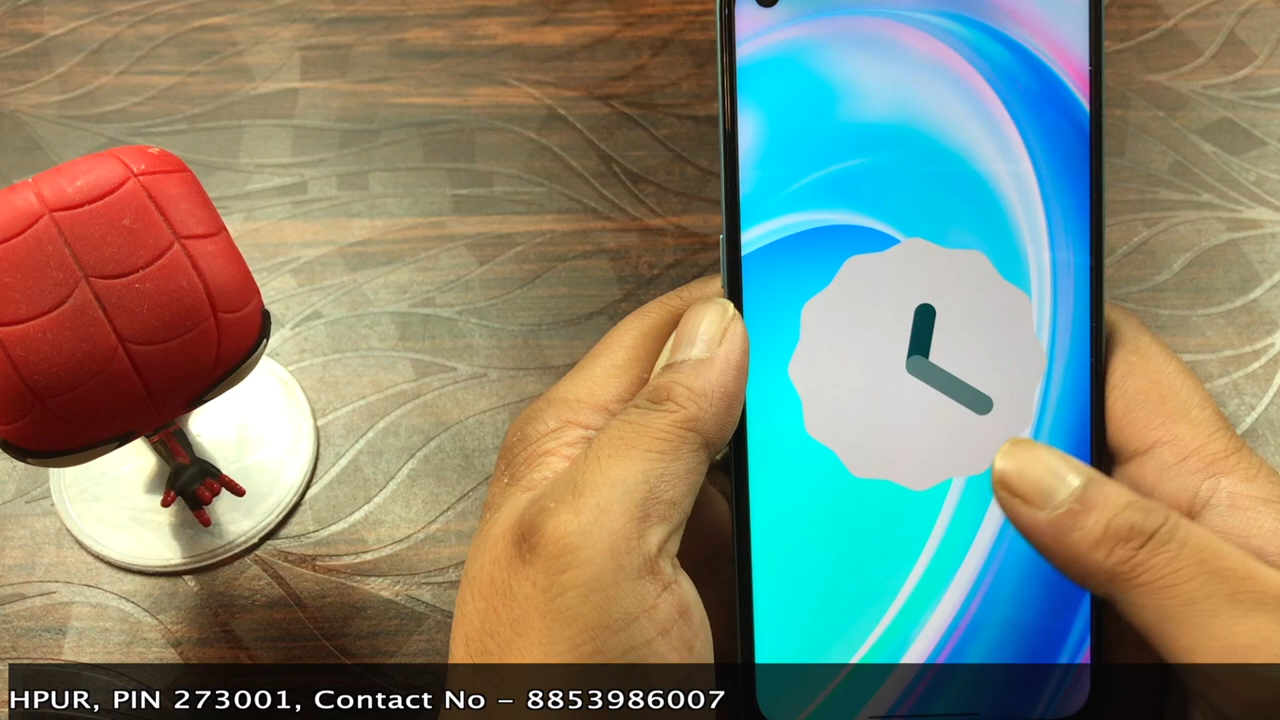 HPUR, PIN 273001, Contact No – 8853986007